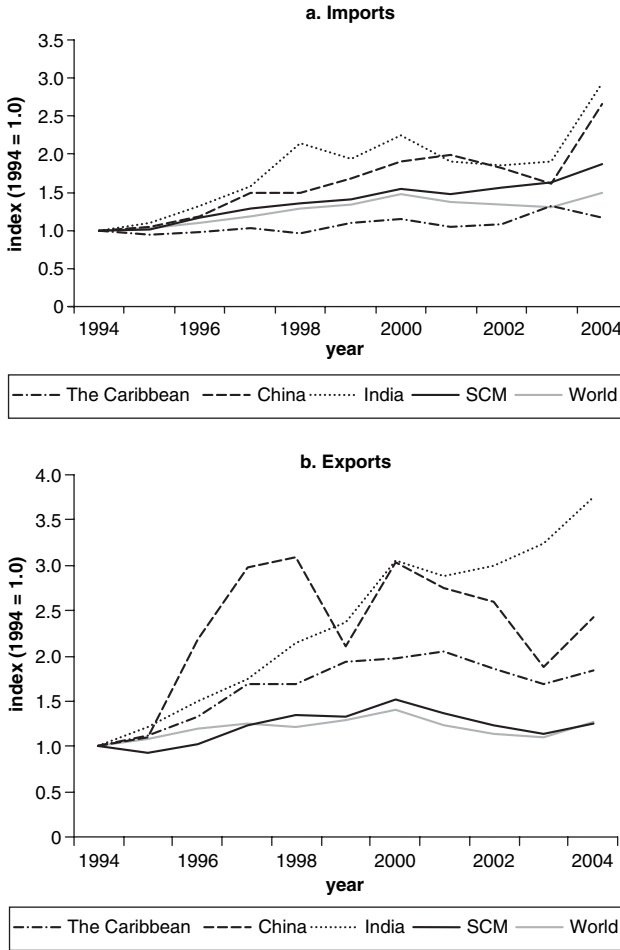 a. Imports
3.5
3.0
2.5
2.0
1.5
1.0
0.5
0
index (1994 = 1.0)
1994 1996 1998 2000 2002 2004
year
The Caribbean China India SCM World
b. Exports
4.0
3.5
3.0
2.5
2.0
1.5
1.0
0.5
0
index (1994 = 1.0)
1994 1996 1998 2000 2002 2004
year
The Caribbean China India SCM World